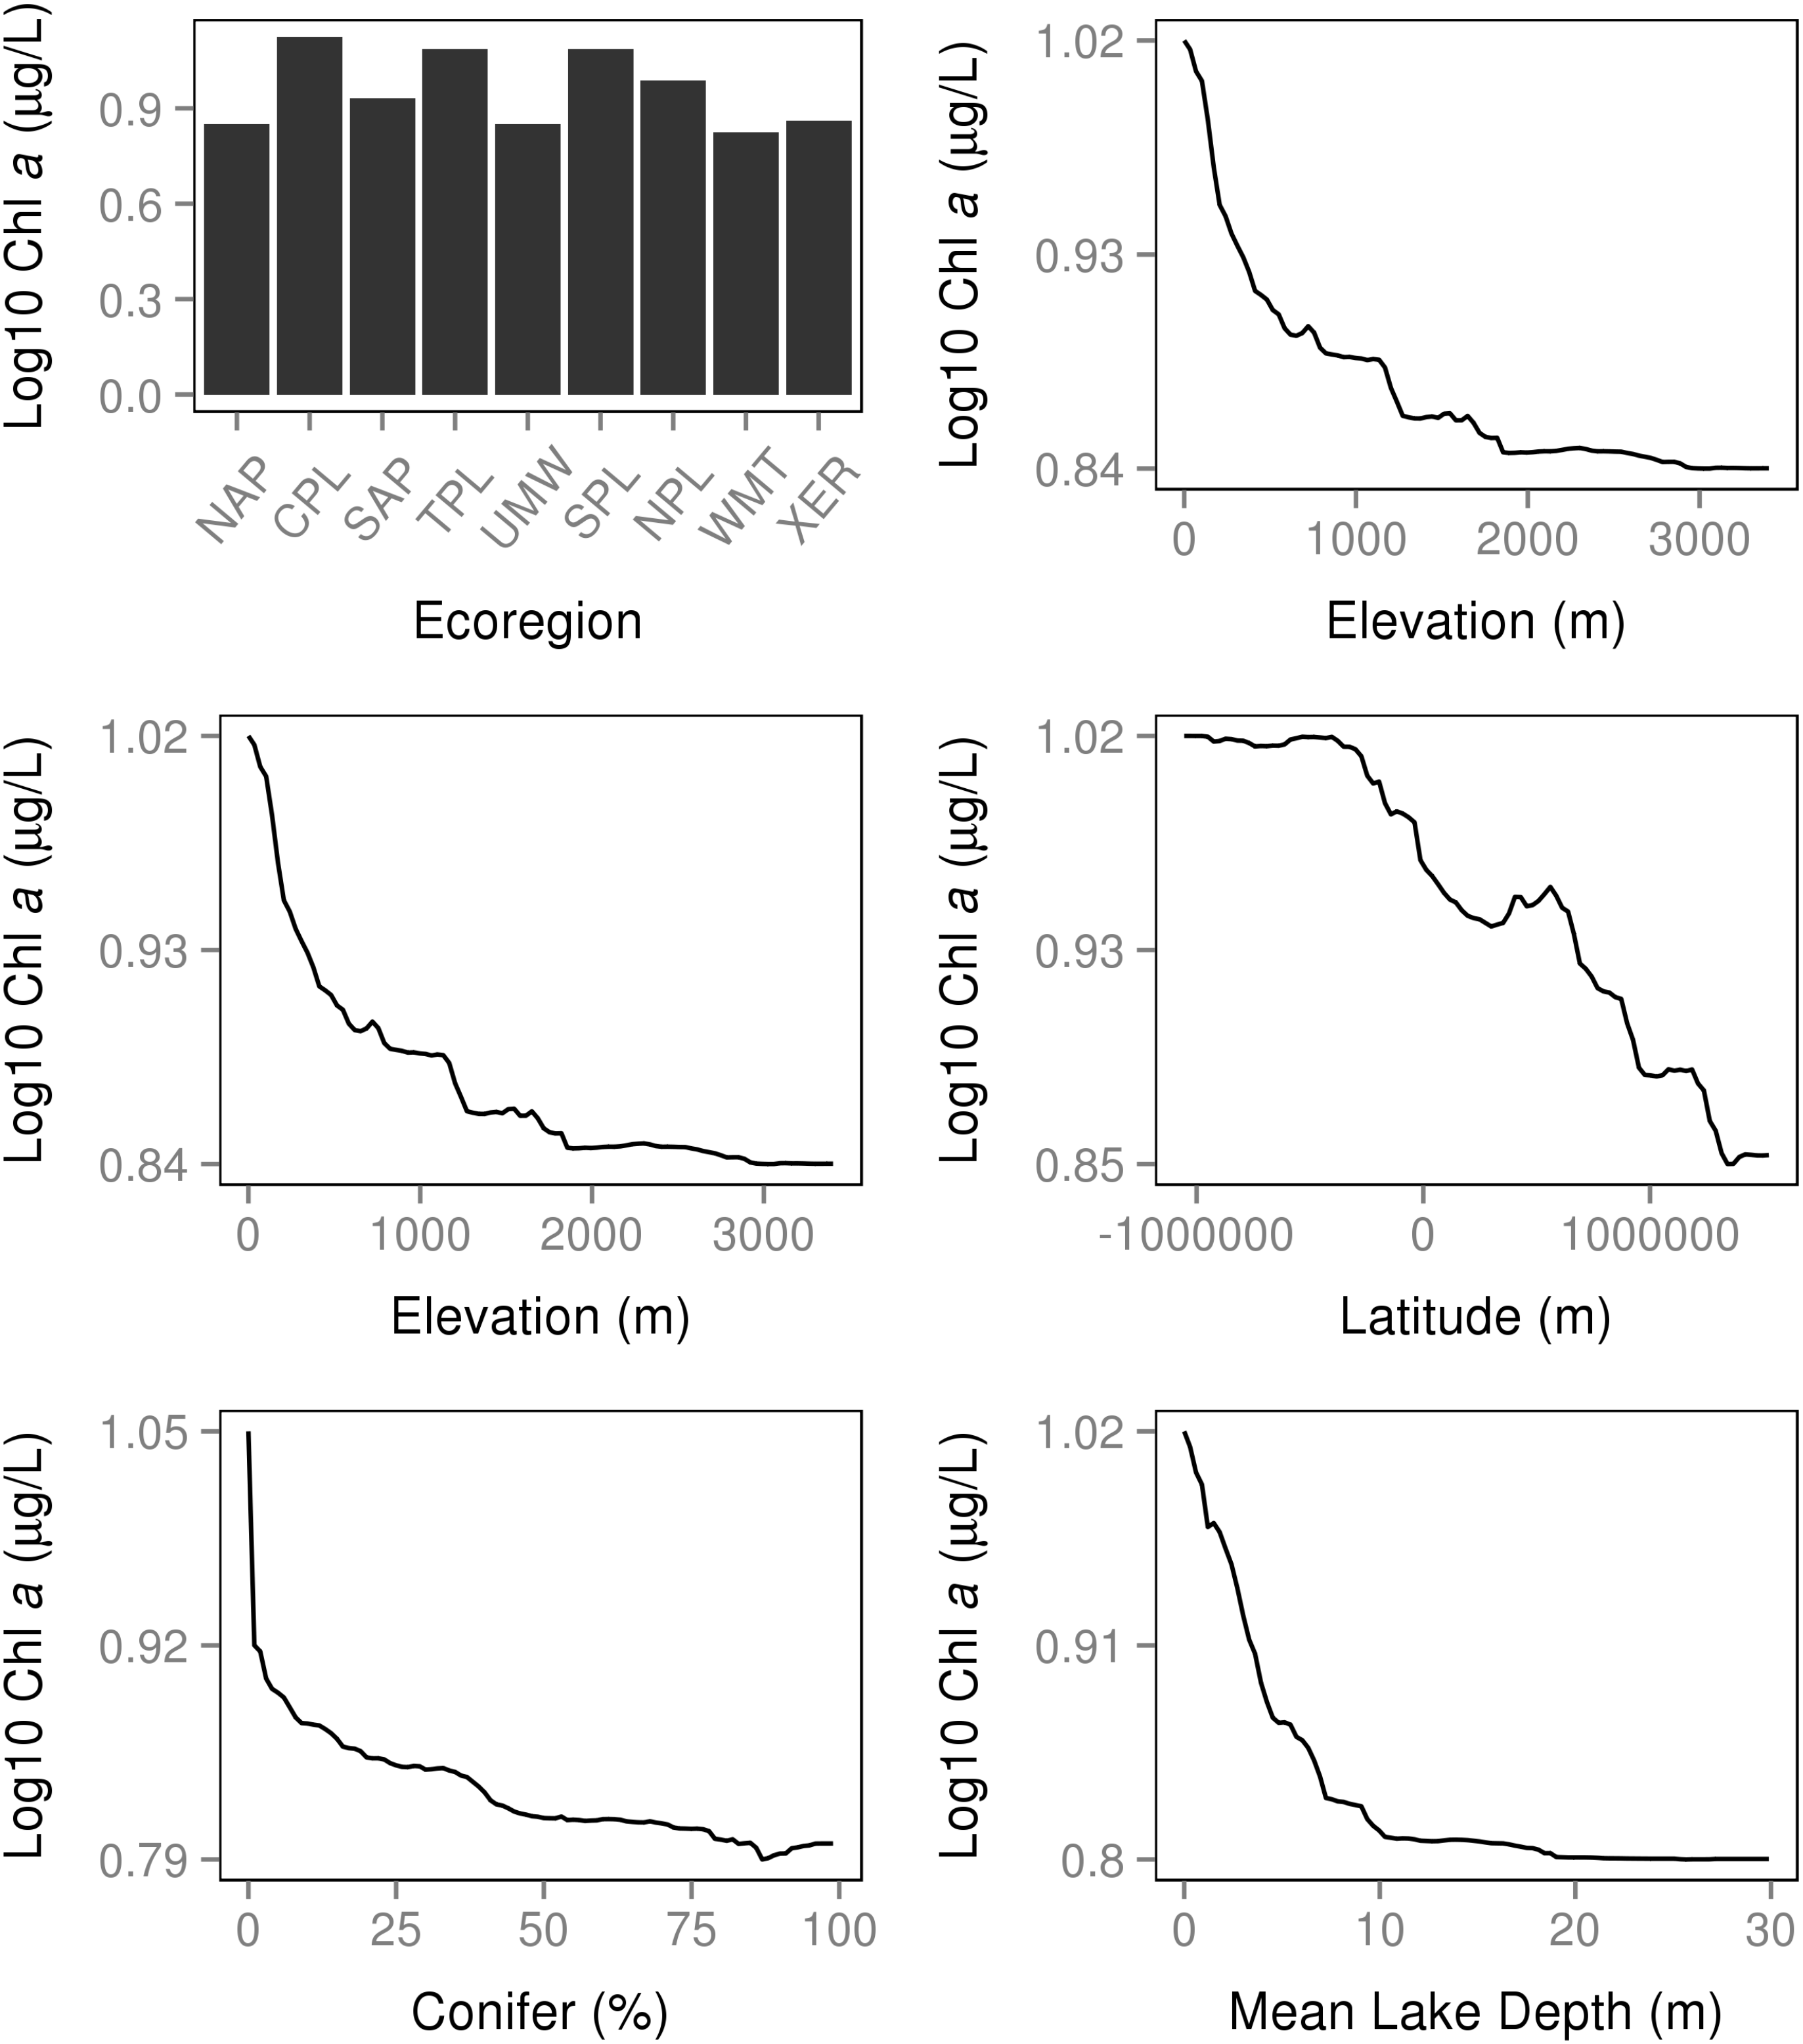 Log10 Chl a (µg/L)
0.9
0.6
0.3
0.0
NAP CPL SAP TPL UMW SPL NPL WMT XER
Ecoregion
Log10 Chl a (µg/L)
1.02
0.93
0.84
0 1000 2000 3000
Elevation (m)
Log10 Chl a (µg/L)
1.02
0.93
0.84
0 1000 2000 3000
Elevation (m)
Log10 Chl a (µg/L)
1.02
0.93
0.85
-1000000 0 1000000
Latitude (m)
Log10 Chl a (µg/L)
1.05
0.92
0.79
0 25 50 75 100
Conifer (%)
Log10 Chl a (µg/L)
1.02
0.91
0.8
0 10 20 30
Mean Lake Depth (m)